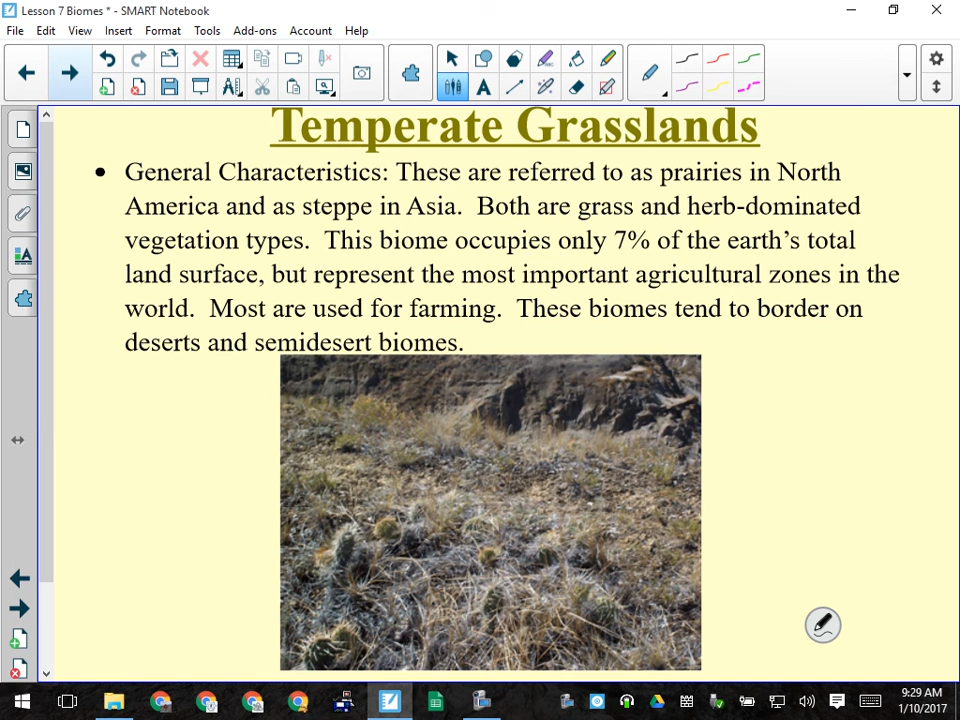 Lesson 7 Biomes * - SMART Notebook
File Edit View Insert Format Tools Add-ons Account Help
Temperate Grasslands
• General Characteristics: These are referred to as prairies in North
America and as steppe in Asia. Both are grass and herb-dominated
vegetation types. This biome occupies only 7% of the earth's total
land surface, but represent the most important agricultural zones in the
world. Most are used for farming. These biomes tend to border on
deserts and semidesert biomes.
9:29 AM
1/10/2017